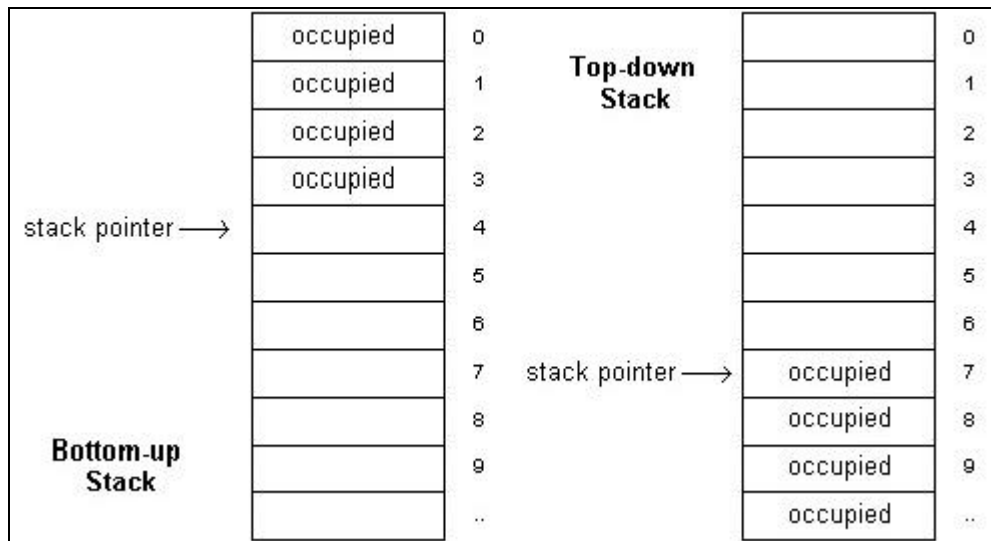 occupied 0
occupied 1
occupied 2
occupied 3
stack pointer 4
5
6
7
8
9
..
Bottom-up
Stack
Top-down
Stack
0
1
2
3
4
5
6
stack pointer occupied 7
occupied 8
occupied 9
occupied ..